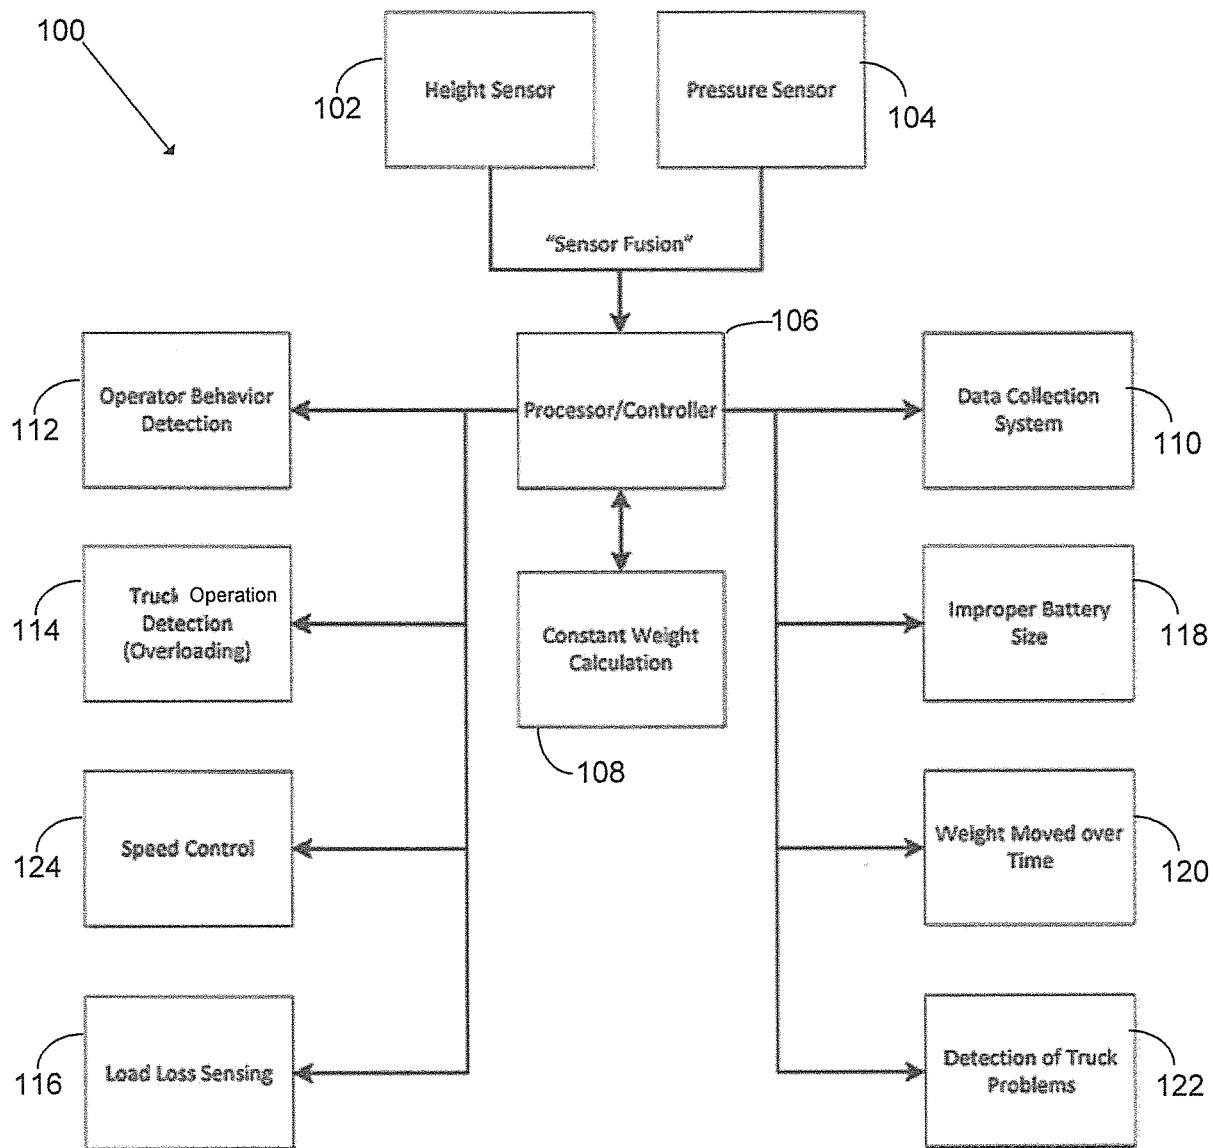 100
Height Sensor
102
Pressure Sensor
104
"Sensor Fusion"
106
Processor/Controller
Operator Behavior
Detection
112
Data Collection
System
110
Truck Operation
Detection
(Overloading)
114
Constant Weight
Calculation
108
Improper Battery
Size
118
Speed Control
124
Weight Moved over
Time
120
Load Loss Sensing
116
Detection of Truck
Problems
122